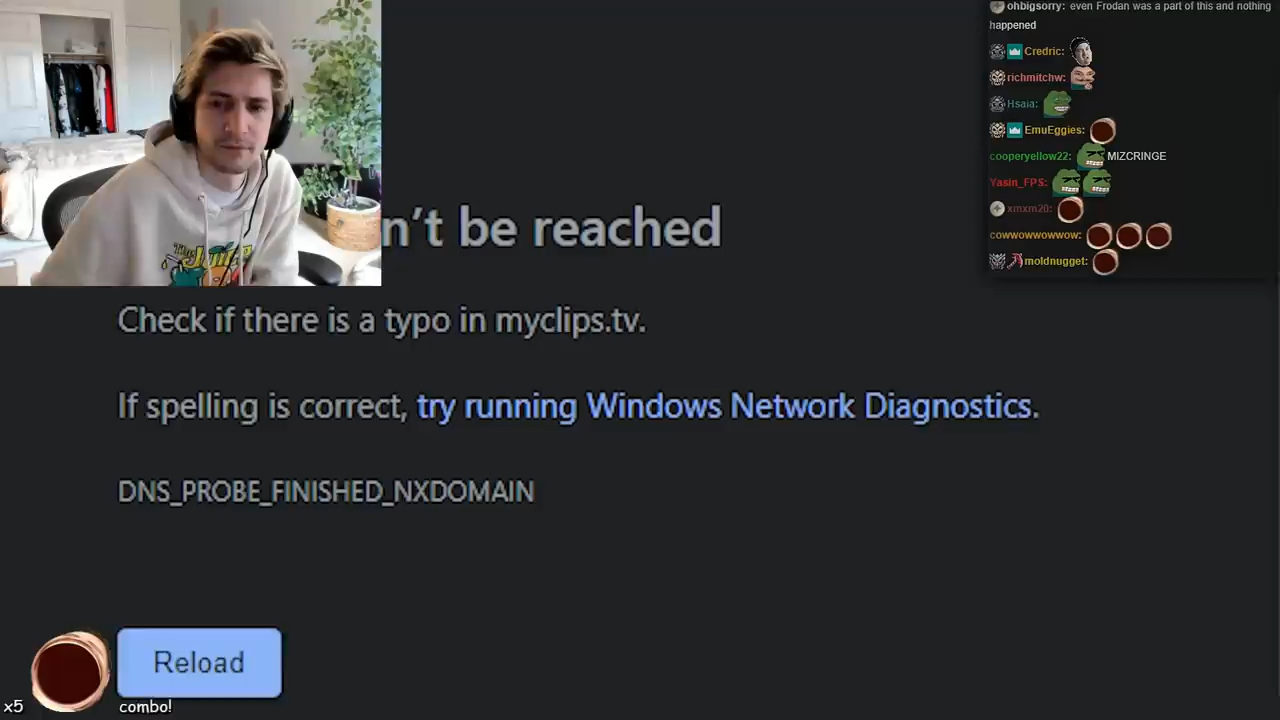 ohbigsorry: even Frodan was a part of this and nothing
happened
Credric:
richmitchw:
Hsaia:
EmuEggies:
cooperyellow22: MIZCRINGE
Yasin_FPS:
xmxm20:
cowwowwowwow:
moldnugget:
n't be reached
Check if there is a typo in myclips.tv.
If spelling is correct, try running Windows Network Diagnostics.
DNS_PROBE_FINISHED_NXDOMAIN
Reload
x5 combo!